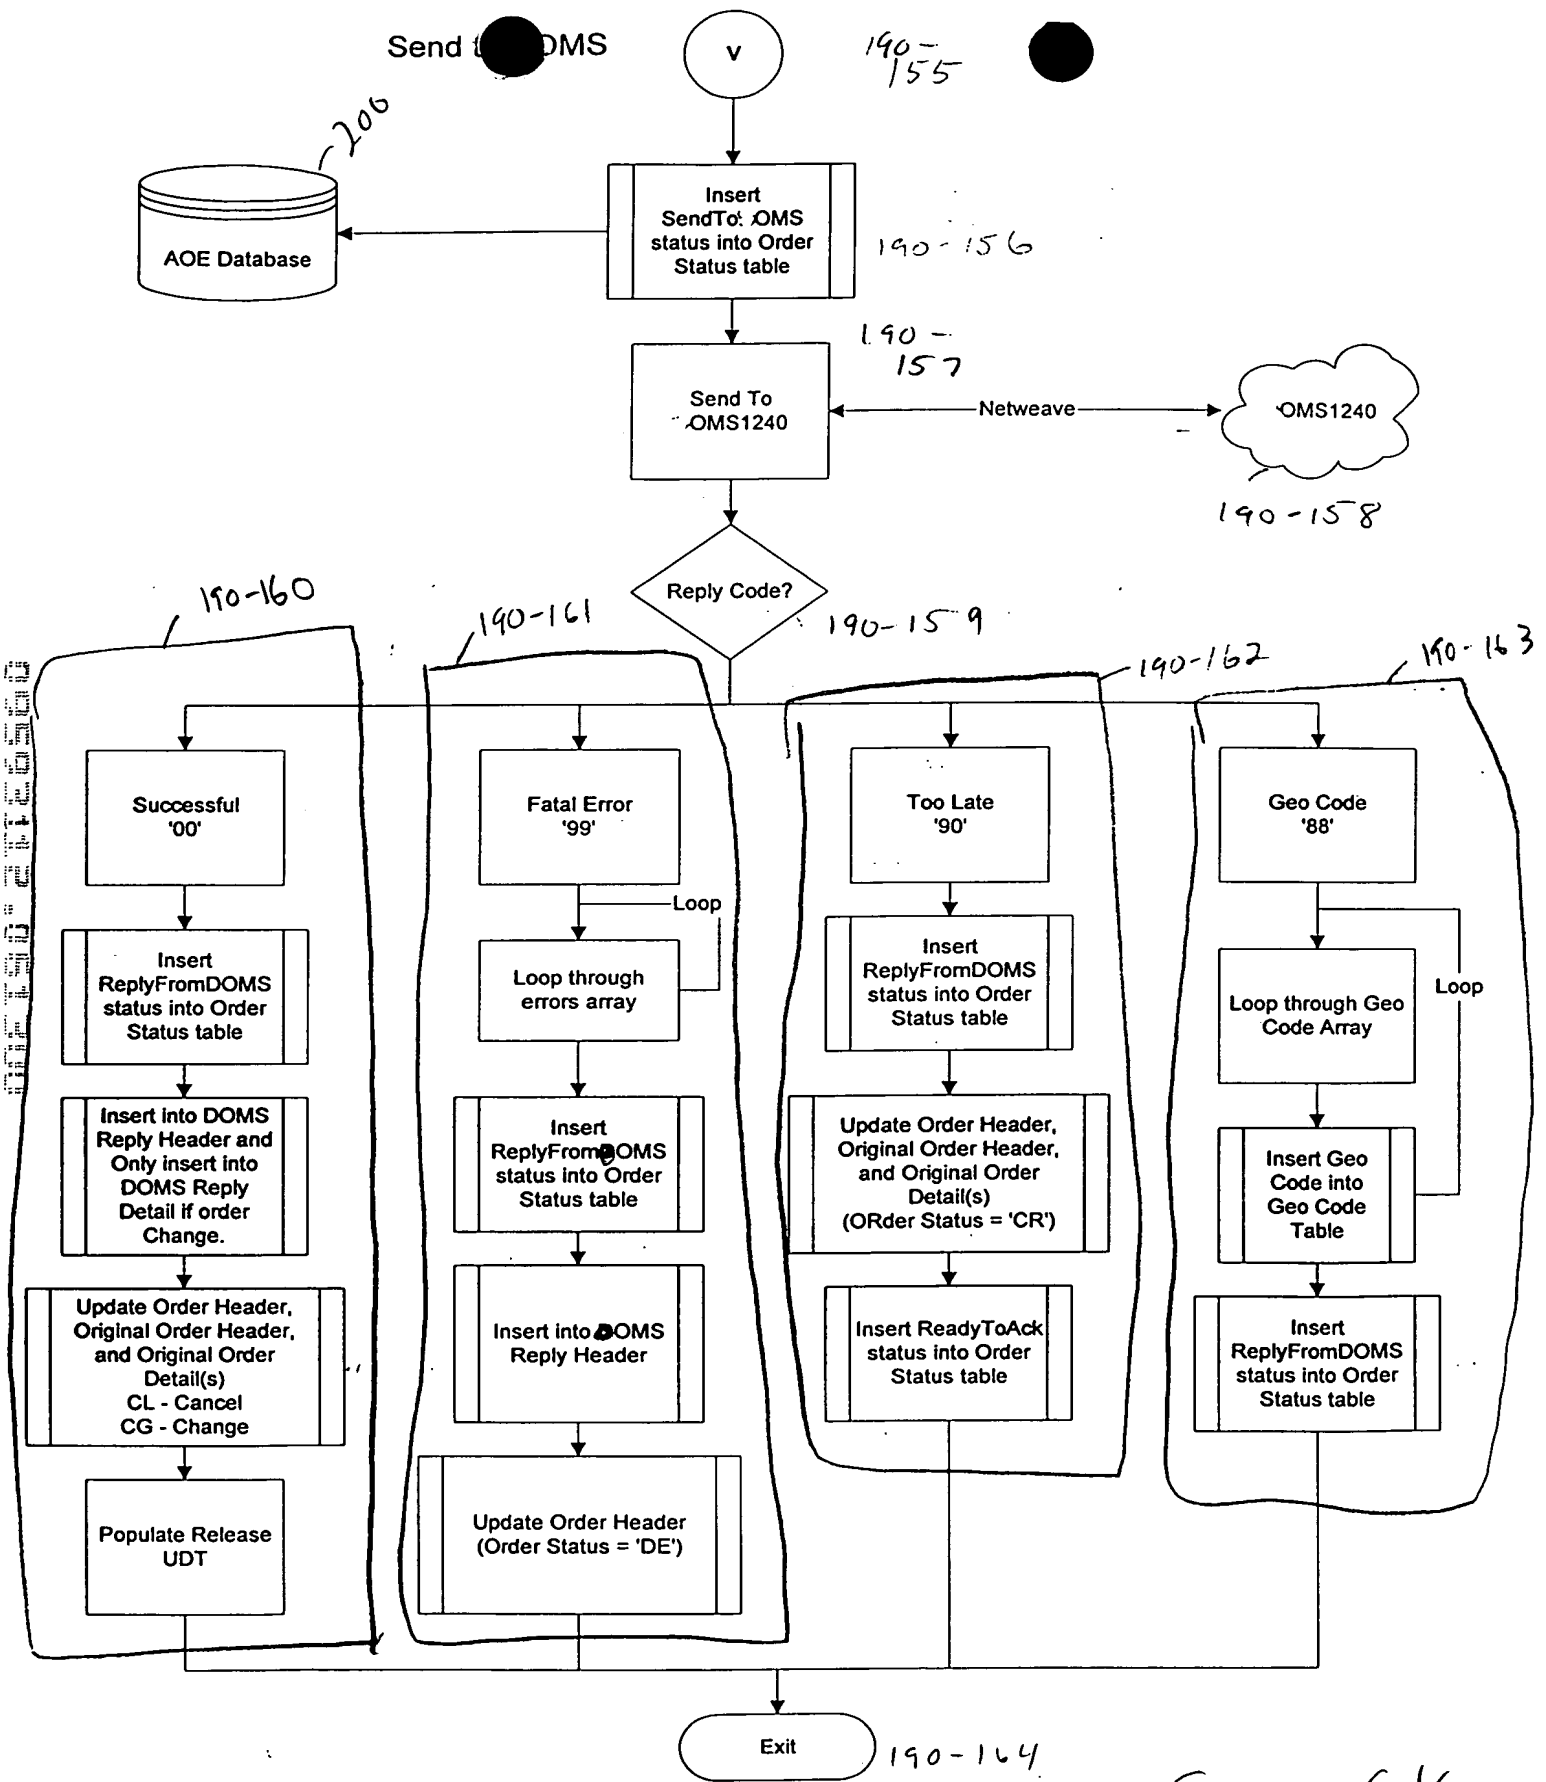 Send t OMS
V
190-
155
200
AOE Database
Insert
SendTo: OMS
status into Order
Status table
190-156
190-
157
Send To
OMS1240
Netweave
OMS1240
190-158
Reply Code?
190-159
190-160
190-161
190-162
190-163
Successful
'00'
Insert
ReplyFromDOMS
status into Order
Status table
Insert into DOMS
Reply Header and
Only insert into
DOMS Reply
Detail if order
Change.
Update Order Header,
Original Order Header,
and Original Order
Detail(s)
CL - Cancel
CG - Change
Populate Release
UDT
Fatal Error
'99'
Loop
Loop through
errors array
Insert
ReplyFromDOMS
status into Order
Status table
Insert into DOMS
Reply Header
Update Order Header
(Order Status = 'DE')
Too Late
'90'
Insert
ReplyFromDOMS
status into Order
Status table
Update Order Header,
Original Order Header,
and Original Order
Detail(s)
(ORder Status = 'CR')
Insert ReadyToAck
status into Order
Status table
Geo Code
'88'
Loop
Loop through Geo
Code Array
Insert Geo
Code into
Geo Code
Table
Insert
ReplyFromDOMS
status into Order
Status table
Exit
190-164